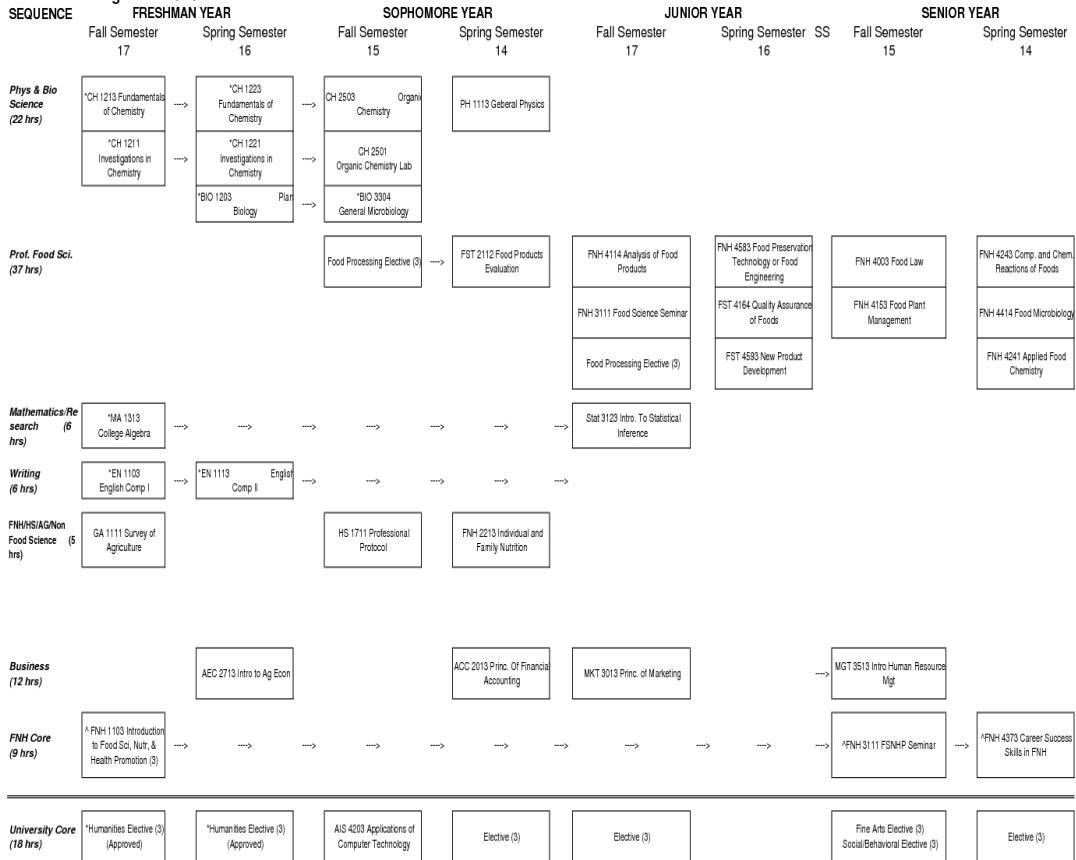 SEQUENCE FRESHMAN YEAR SOPHOMORE YEAR JUNIOR YEAR SENIOR YEAR
Fall Semester Spring Semester Fall Semester Spring Semester Fall Semester Spring Semester SS Fall Semester Spring Semester
17 16 15 14 17 16 15 14
Phys & Bio
Science
(22 hrs)
*CH 1213 Fundamentals
of Chemistry
---->
*CH 1223
Fundamentals of
Chemistry
---->
CH 2503 Organi
Chemistry
PH 1113 Geberal Physics
*CH 1211
Investigations in
Chemistry
---->
*CH 1221
Investigations in
Chemistry
---->
CH 2501
Organic Chemistry Lab
*BIO 1203 Plan
Biology
---->
*BIO 3304
General Microbiology
Prof. Food Sci.
(37 hrs)
Food Processing Elective (3)
---->
FST 2112 Food Products
Evaluation
FNH 4114 Analysis of Food
Products
FNH 4583 Food Preservation
Technology or Food
Engineering
FNH 4003 Food Law
FNH 4243 Comp. and Chem.
Reactions of Foods
FNH 3111 Food Science Seminar
FST 4164 Quality Assurance
of Foods
FNH 4153 Food Plant
Management
FNH 4414 Food Microbiology
Food Processing Elective (3)
FST 4593 New Product
Development
FNH 4241 Applied Food
Chemistry
Mathematics/Re
search (6
hrs)
*MA 1313
College Algebra
----> ----> ----> ----> ----> ---->
Stat 3123 Intro. To Statistical
Inference
Writing
(6 hrs)
*EN 1103
English Comp I
---->
*EN 1113 English
Comp II
----> ----> ----> ----> ---->
FNH/HS/AG/Non
Food Science (5
hrs)
GA 1111 Survey of
Agriculture
HS 1711 Professional
Protocol
FNH 2213 Individual and
Family Nutrition
Business
(12 hrs)
AEC 2713 Intro to Ag Econ
ACC 2013 Princ. Of Financial
Accounting
MKT 3013 Princ. of Marketing
---->
MGT 3513 Intro Human Resource
Mgt
FNH Core
(9 hrs)
^ FNH 1103 Introduction
to Food Sci, Nutr, &
Health Promotion (3)
----> ----> ----> ----> ----> ----> ----> ----> ----> ---->
^FNH 3111 FSNHP Seminar
---->
^FNH 4373 Career Success
Skills in FNH
University Core
(18 hrs)
*Humanities Elective (3)
(Approved)
*Humanities Elective (3)
(Approved)
AIS 4203 Applications of
Computer Technology
Elective (3)
Elective (3)
Fine Arts Elective (3)
Social/Behavioral Elective (3)
Elective (3)